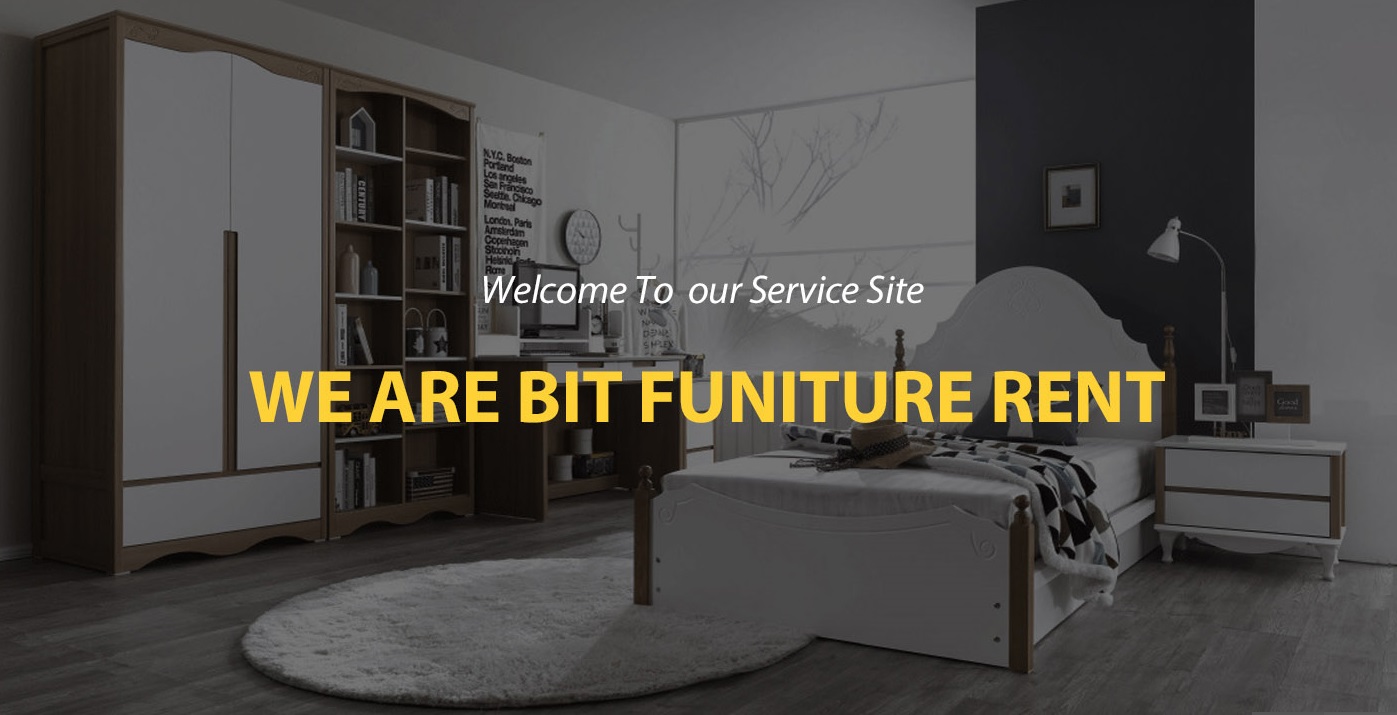 N.Y.C. Boston
Portland
Los angeles
San Francisco
Seattle. Chicago
Montreal
London. Paris
Amsterdam
Copenhagen
Stockholm
Rome
CENTURY
Welcome To our Service Site
WE ARE BIT FUNITURE RENT
Good